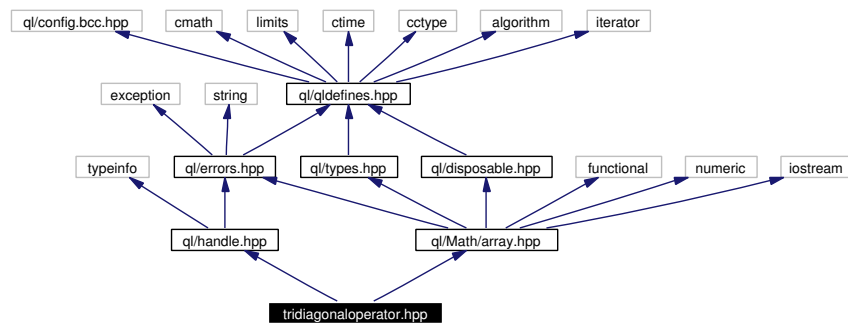 ql/config.bcc.hpp
cmath
limits
ctime
cctype
algorithm
iterator
exception
string
ql/qldefines.hpp
typeinfo
ql/errors.hpp
ql/types.hpp
ql/disposable.hpp
functional
numeric
iostream
ql/handle.hpp
ql/Math/array.hpp
tridiagonaloperator.hpp